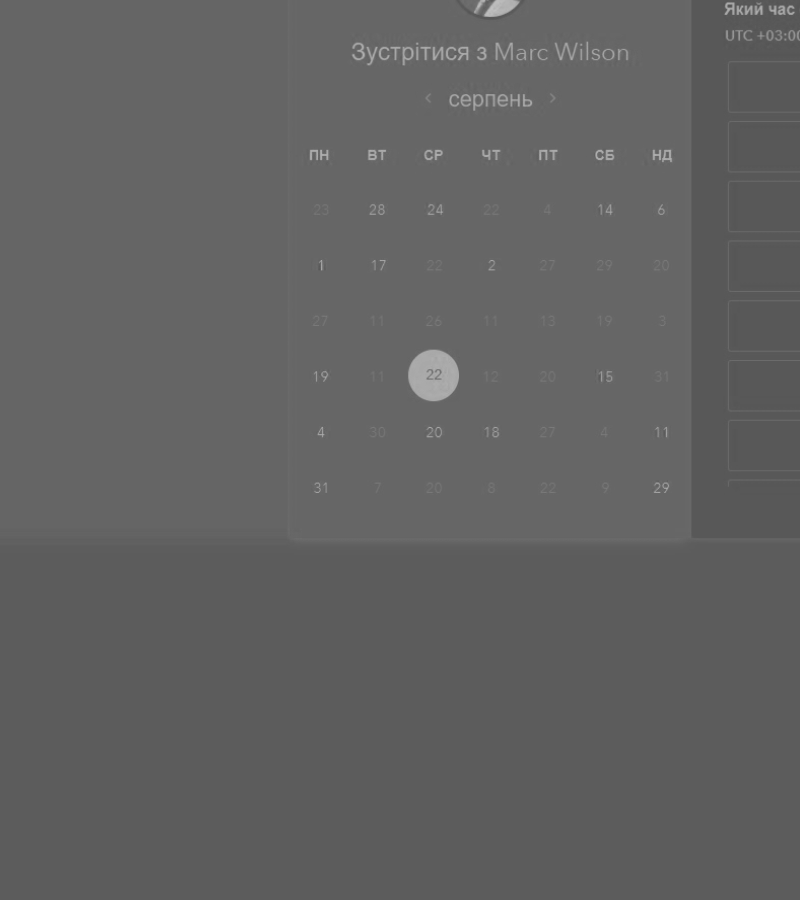 Який час
UTC +03:00
Зустрітися з Marc Wilson
‹ серпень ›
ПН ВТ СР ЧТ ПТ СБ НД
23 28 24 22 4 14 6
1 17 22 2 27 29 20
27 11 26 11 13 19 3
19 11 22 12 20 15 31
4 30 20 18 27 4 11
31 7 20 8 22 9 29